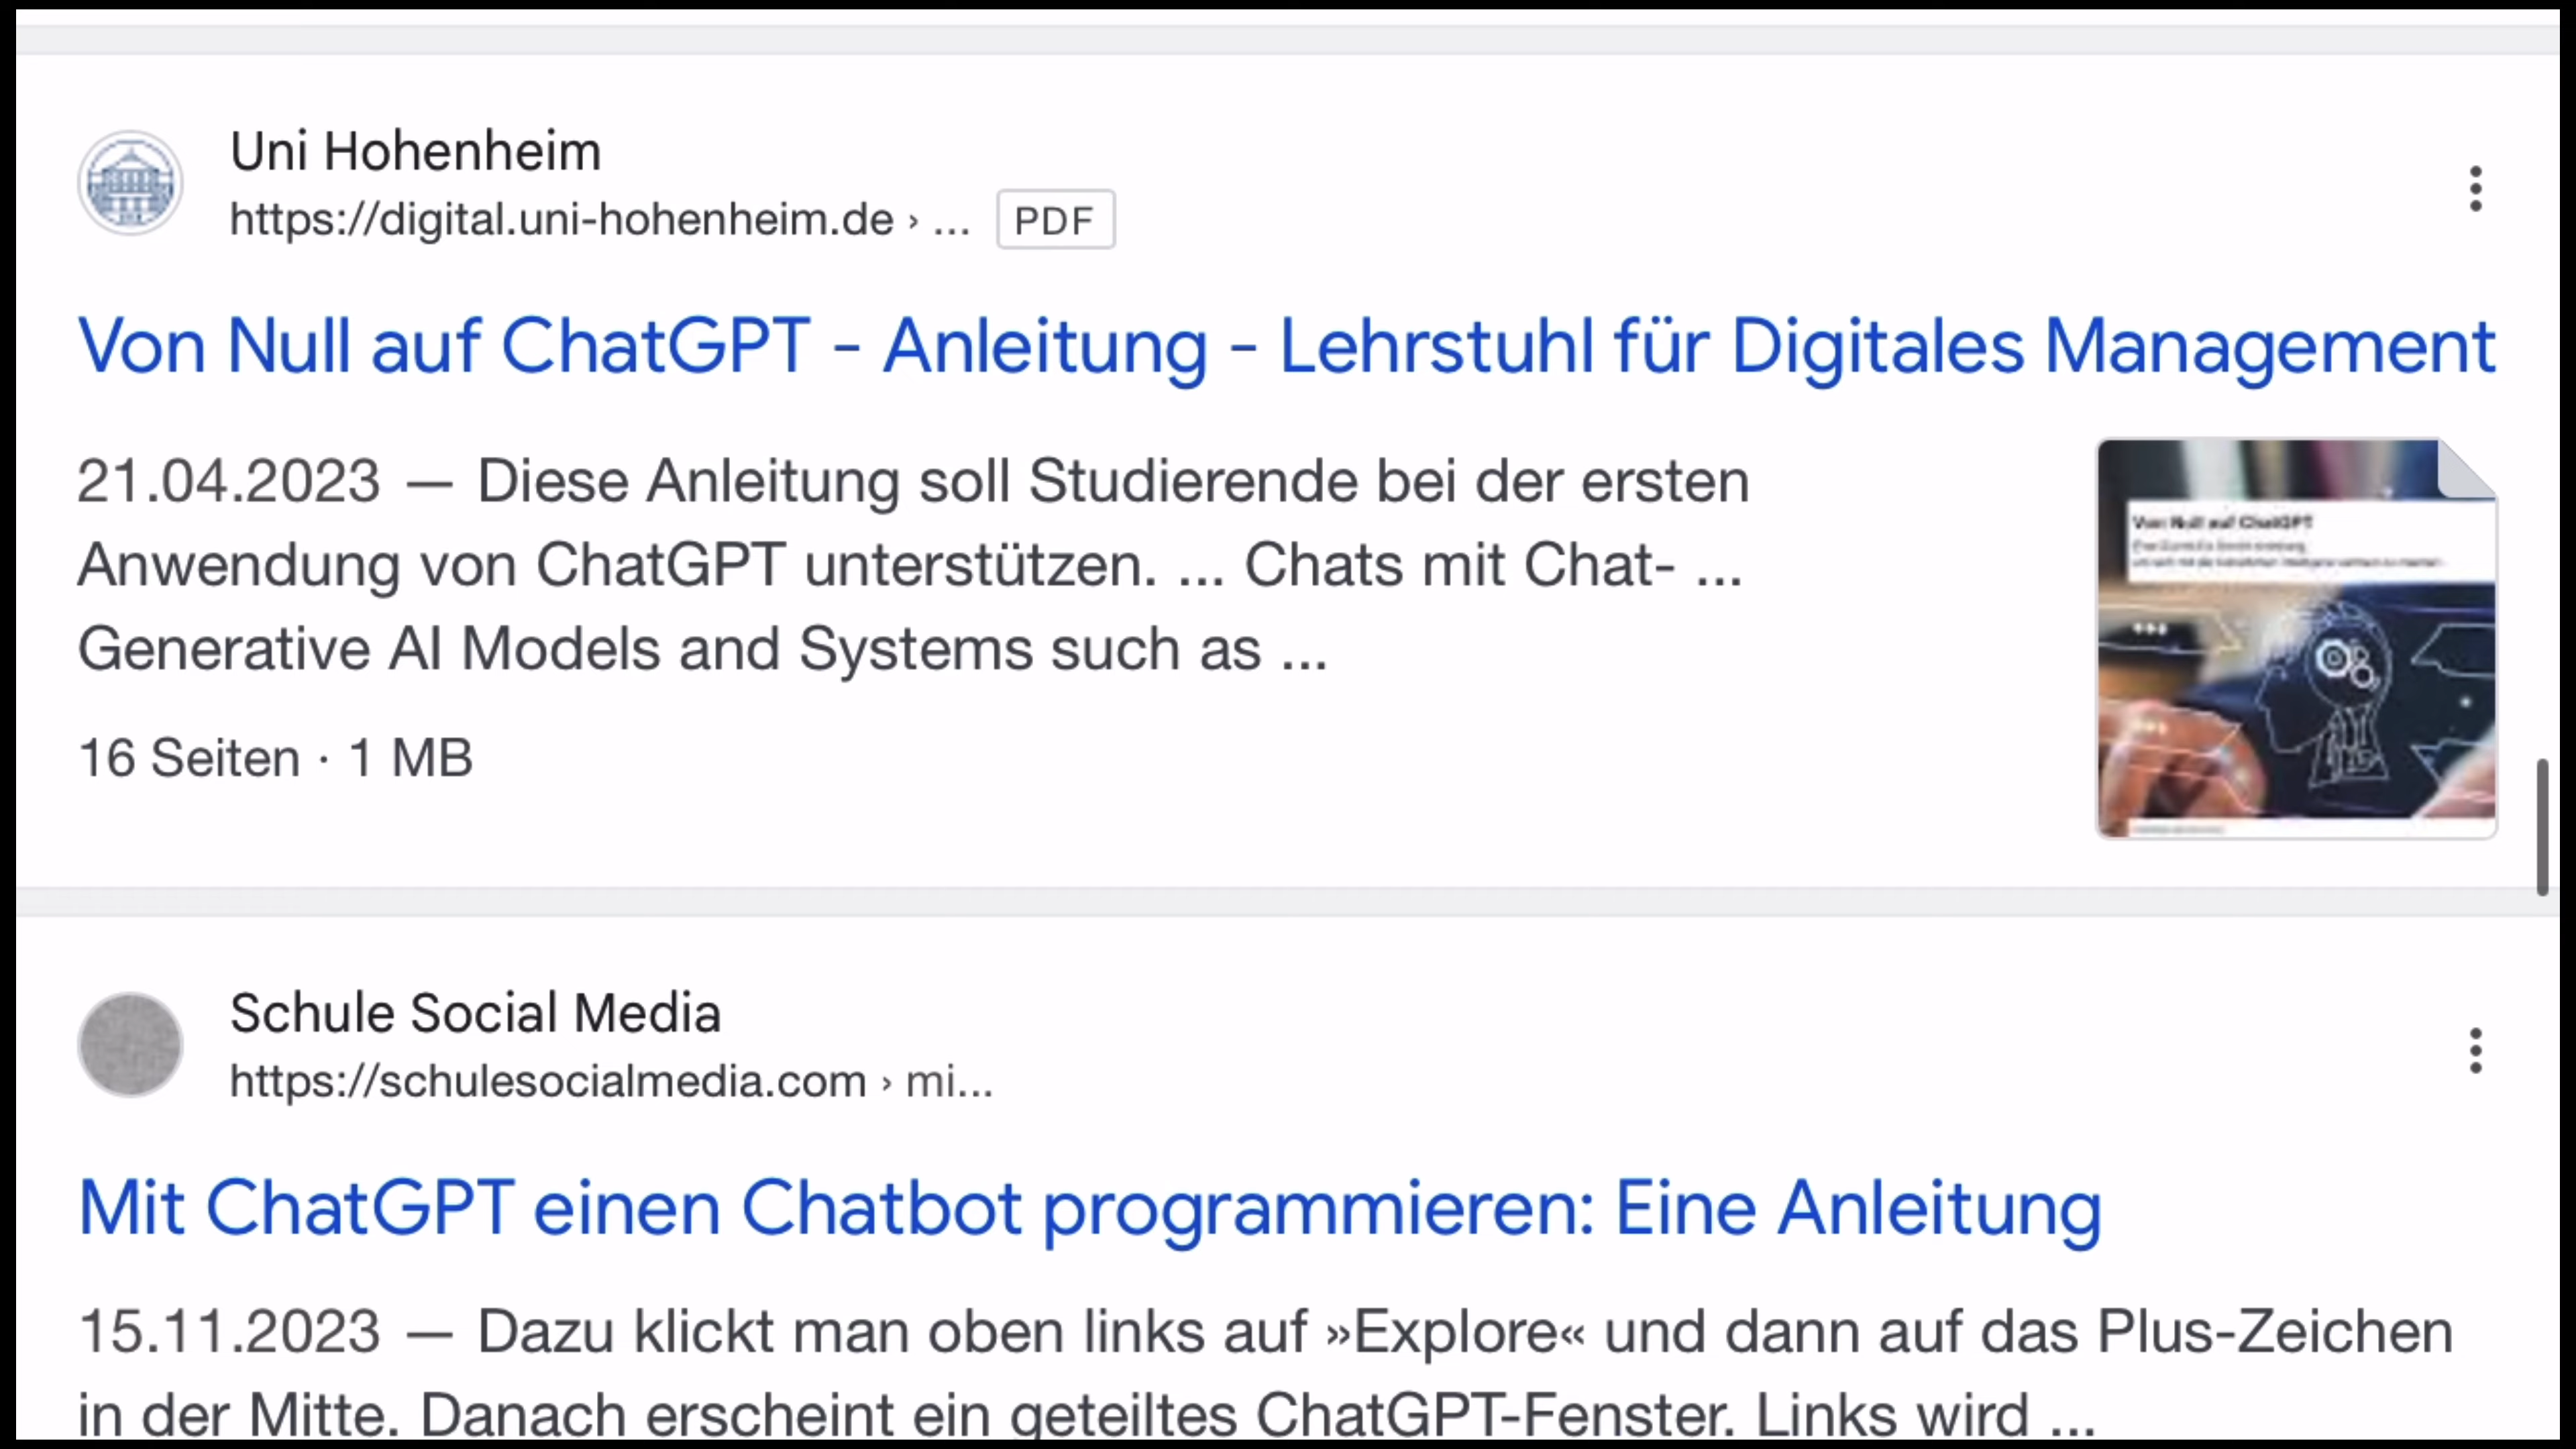 Uni Hohenheim
https://digital.uni-hohenheim.de › ... PDF
Von Null auf ChatGPT - Anleitung - Lehrstuhl für Digitales Management
21.04.2023 — Diese Anleitung soll Studierende bei der ersten
Anwendung von ChatGPT unterstützen. ... Chats mit Chat- ...
Generative AI Models and Systems such as ...
16 Seiten · 1 MB
Von Null auf ChatGPT
Schule Social Media
https://schulesocialmedia.com › mi...
Mit ChatGPT einen Chatbot programmieren: Eine Anleitung
15.11.2023 — Dazu klickt man oben links auf »Explore« und dann auf das Plus-Zeichen
in der Mitte. Danach erscheint ein geteiltes ChatGPT-Fenster. Links wird ...